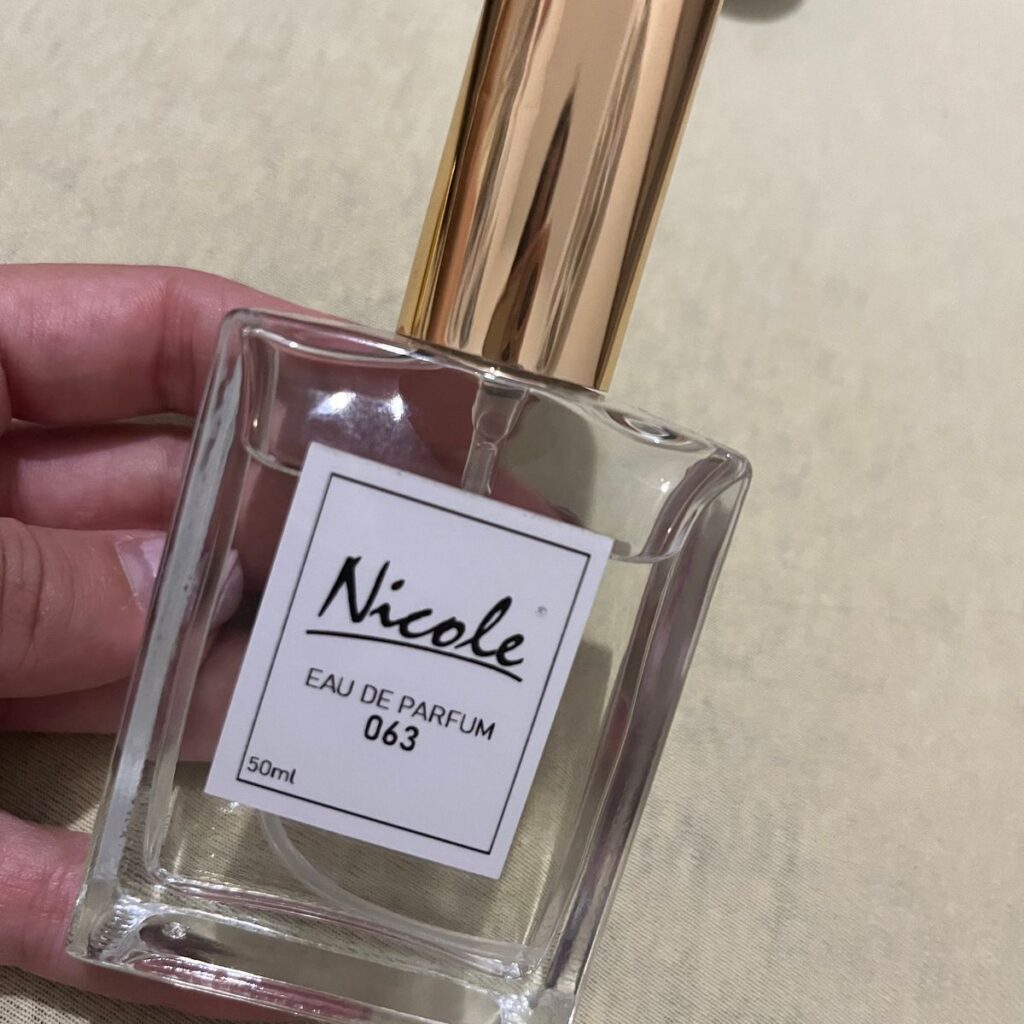 Nicole®
EAU DE PARFUM
063
50ml